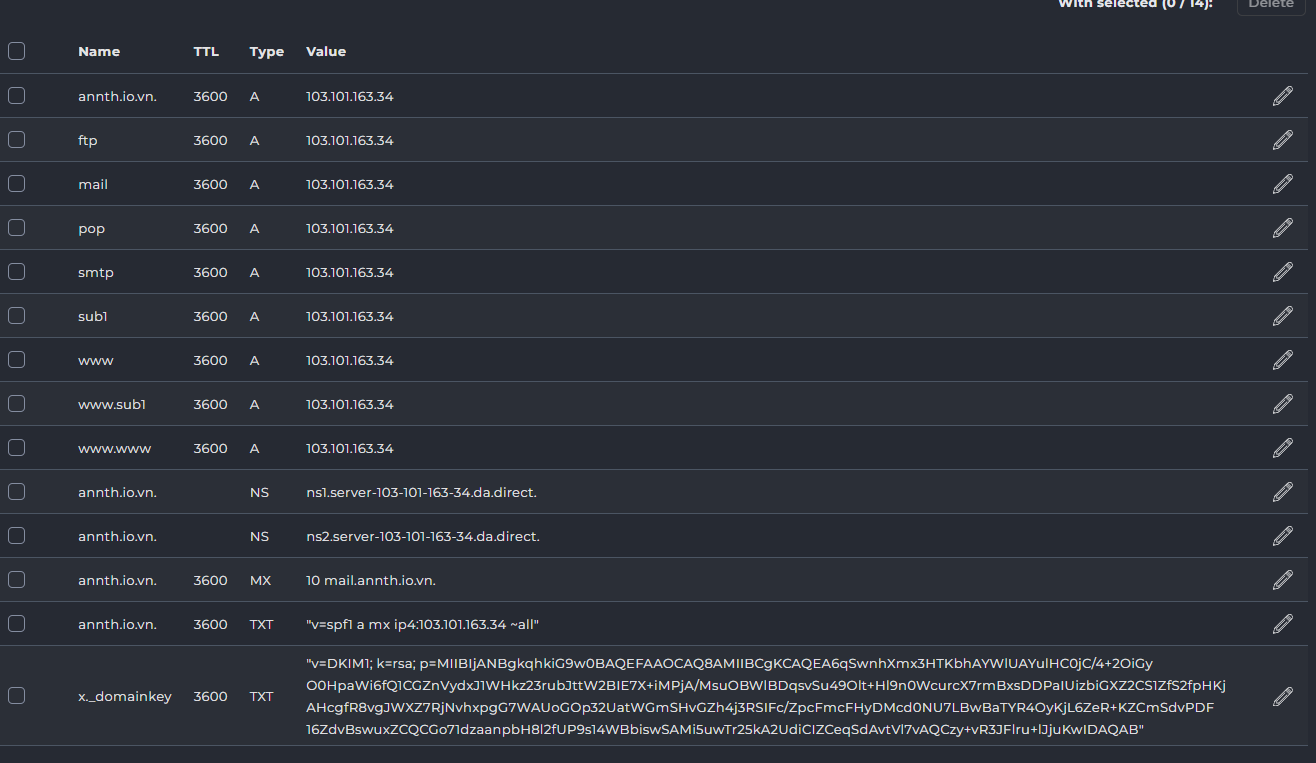 With selected (0 / 14):
Delete
Name TTL Type Value
annth.io.vn. 3600 A 103.101.163.34
ftp 3600 A 103.101.163.34
mail 3600 A 103.101.163.34
pop 3600 A 103.101.163.34
smtp 3600 A 103.101.163.34
sub1 3600 A 103.101.163.34
www 3600 A 103.101.163.34
www.sub1 3600 A 103.101.163.34
www.www 3600 A 103.101.163.34
annth.io.vn. NS ns1.server-103-101-163-34.da.direct.
annth.io.vn. NS ns2.server-103-101-163-34.da.direct.
annth.io.vn. 3600 MX 10 mail.annth.io.vn.
annth.io.vn. 3600 TXT "v=spf1 a mx ip4:103.101.163.34 ~all"
"v=DKIM1; k=rsa; p=MIIBIjANBgkqhkiG9w0BAQEFAAOCAQ8AMIIBCgKCAQEA6qSwnhXmx3HTKbhAYWlUAYulHC0jC/4+2OiGy
O0HpaWi6fQ1CGZnVydxJ1WHkz23rubJttW2BIE7X+iMPjA/MsuOBWlBDqsvSu49Olt+Hl9n0WcurcX7rmBxsDDPaIUizbiGXZ2CS1ZfS2fpHKj
x._domainkey 3600 TXT
AHcgfR8vgJWXZ7RjNvhxpgG7WAUoGOp32UatWGmSHvGZh4j3RSIFc/ZpcFmcFHyDMcd0NU7LBwBaTYR4OyKjL6ZeR+KZCmSdvPDF
16ZdvBswuxZCQCGo71dzaanpbH8l2fUP9s14WBbiswSAMi5uwTr25kA2UdiCIZCeqSdAvtVl7vAQCzy+vR3JFlru+lJjuKwIDAQAB"